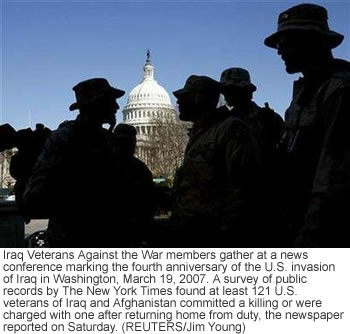 Iraq Veterans Against the War members gather at a news
conference marking the fourth anniversary of the U.S. invasion
of Iraq in Washington, March 19, 2007. A survey of public
records by The New York Times found at least 121 U.S.
veterans of Iraq and Afghanistan committed a killing or were
charged with one after returning home from duty, the newspaper
reported on Saturday. (REUTERS/Jim Young)